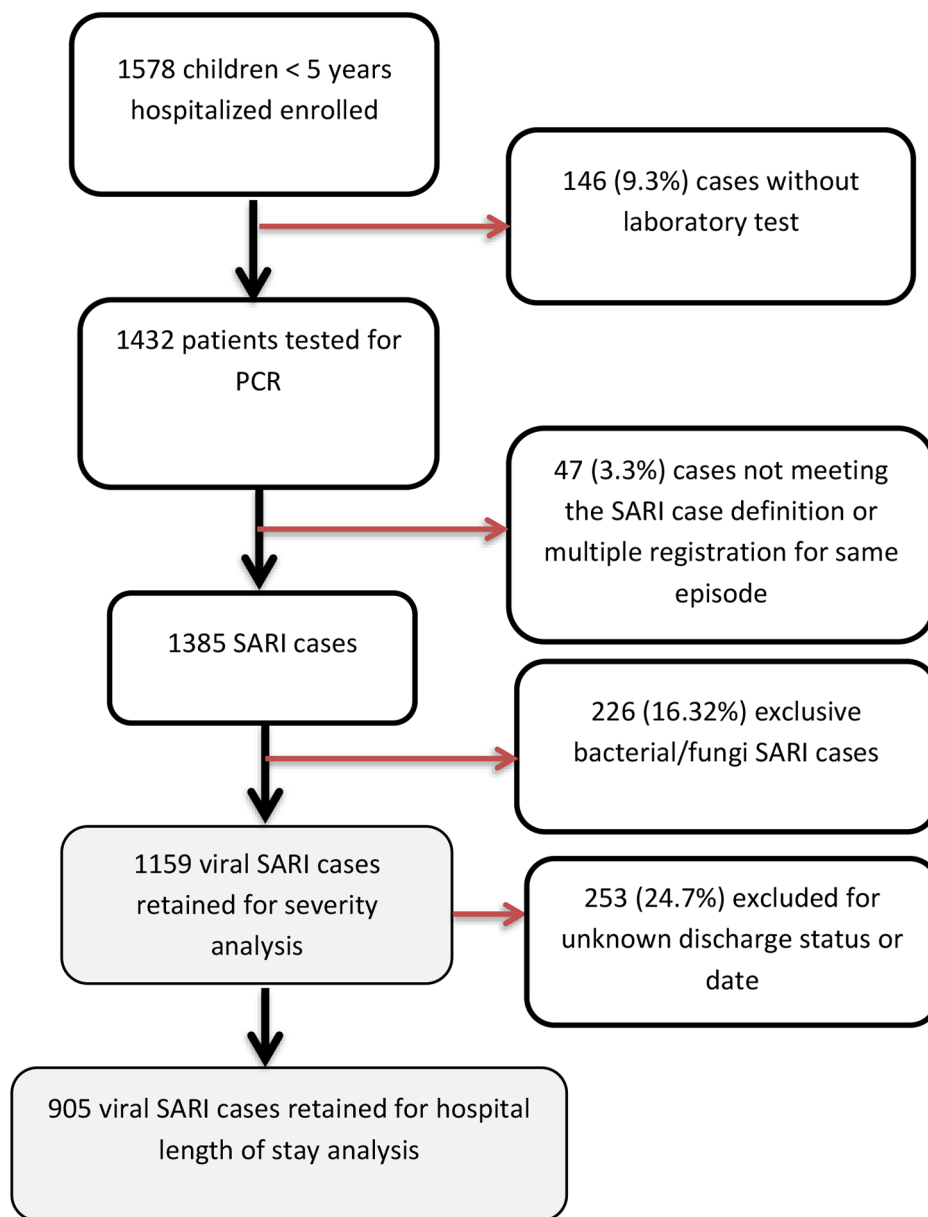 1578 children < 5 years
hospitalized enrolled
146 (9.3%) cases without
laboratory test
1432 patients tested for
PCR
47 (3.3%) cases not meeting
the SARI case definition or
multiple registration for same
episode
1385 SARI cases
226 (16.32%) exclusive
bacterial/fungi SARI cases
1159 viral SARI cases
retained for severity
analysis
253 (24.7%) excluded for
unknown discharge status or
date
905 viral SARI cases retained for hospital
length of stay analysis